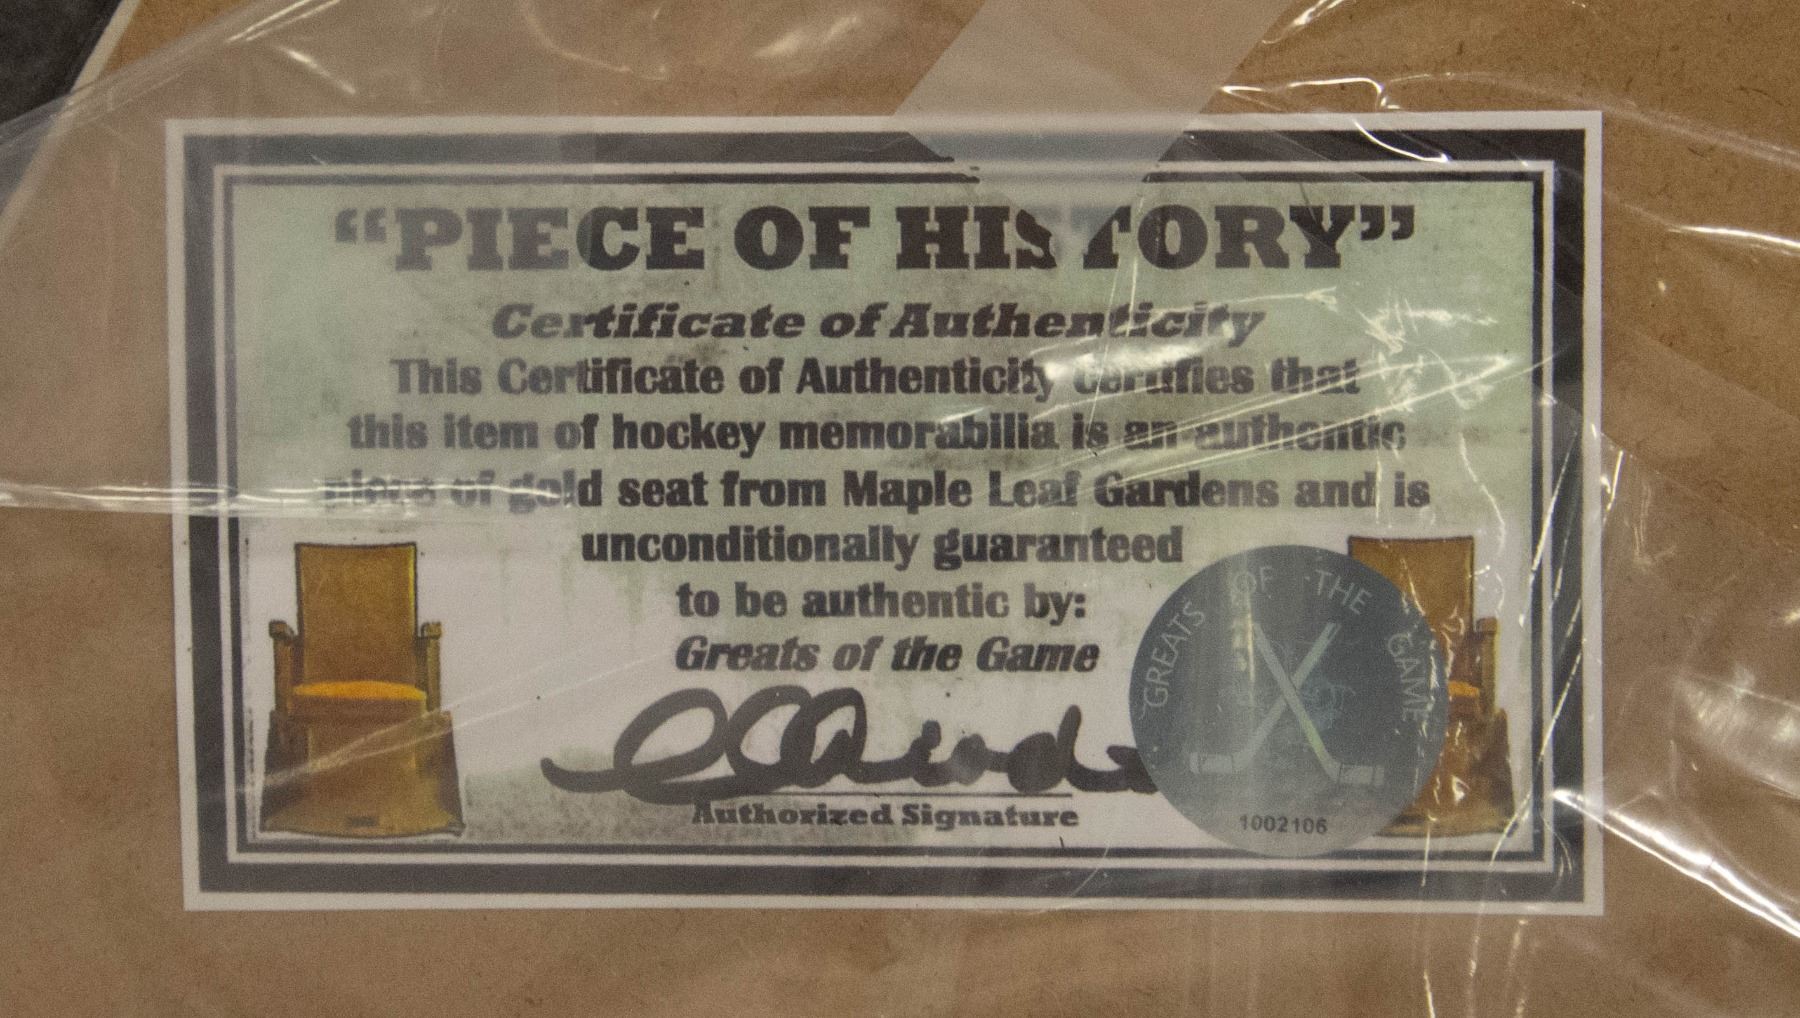 “PIECE OF HISTORY”
Certificate of Authenticity
This Certificate of Authenticity certifies that
this item of hockey memorabilia is an authentic
piece of gold seat from Maple Leaf Gardens and is
unconditionally guaranteed
to be authentic by:
Greats of the Game
Authorized Signature
GREATS OF THE GAME
1002106